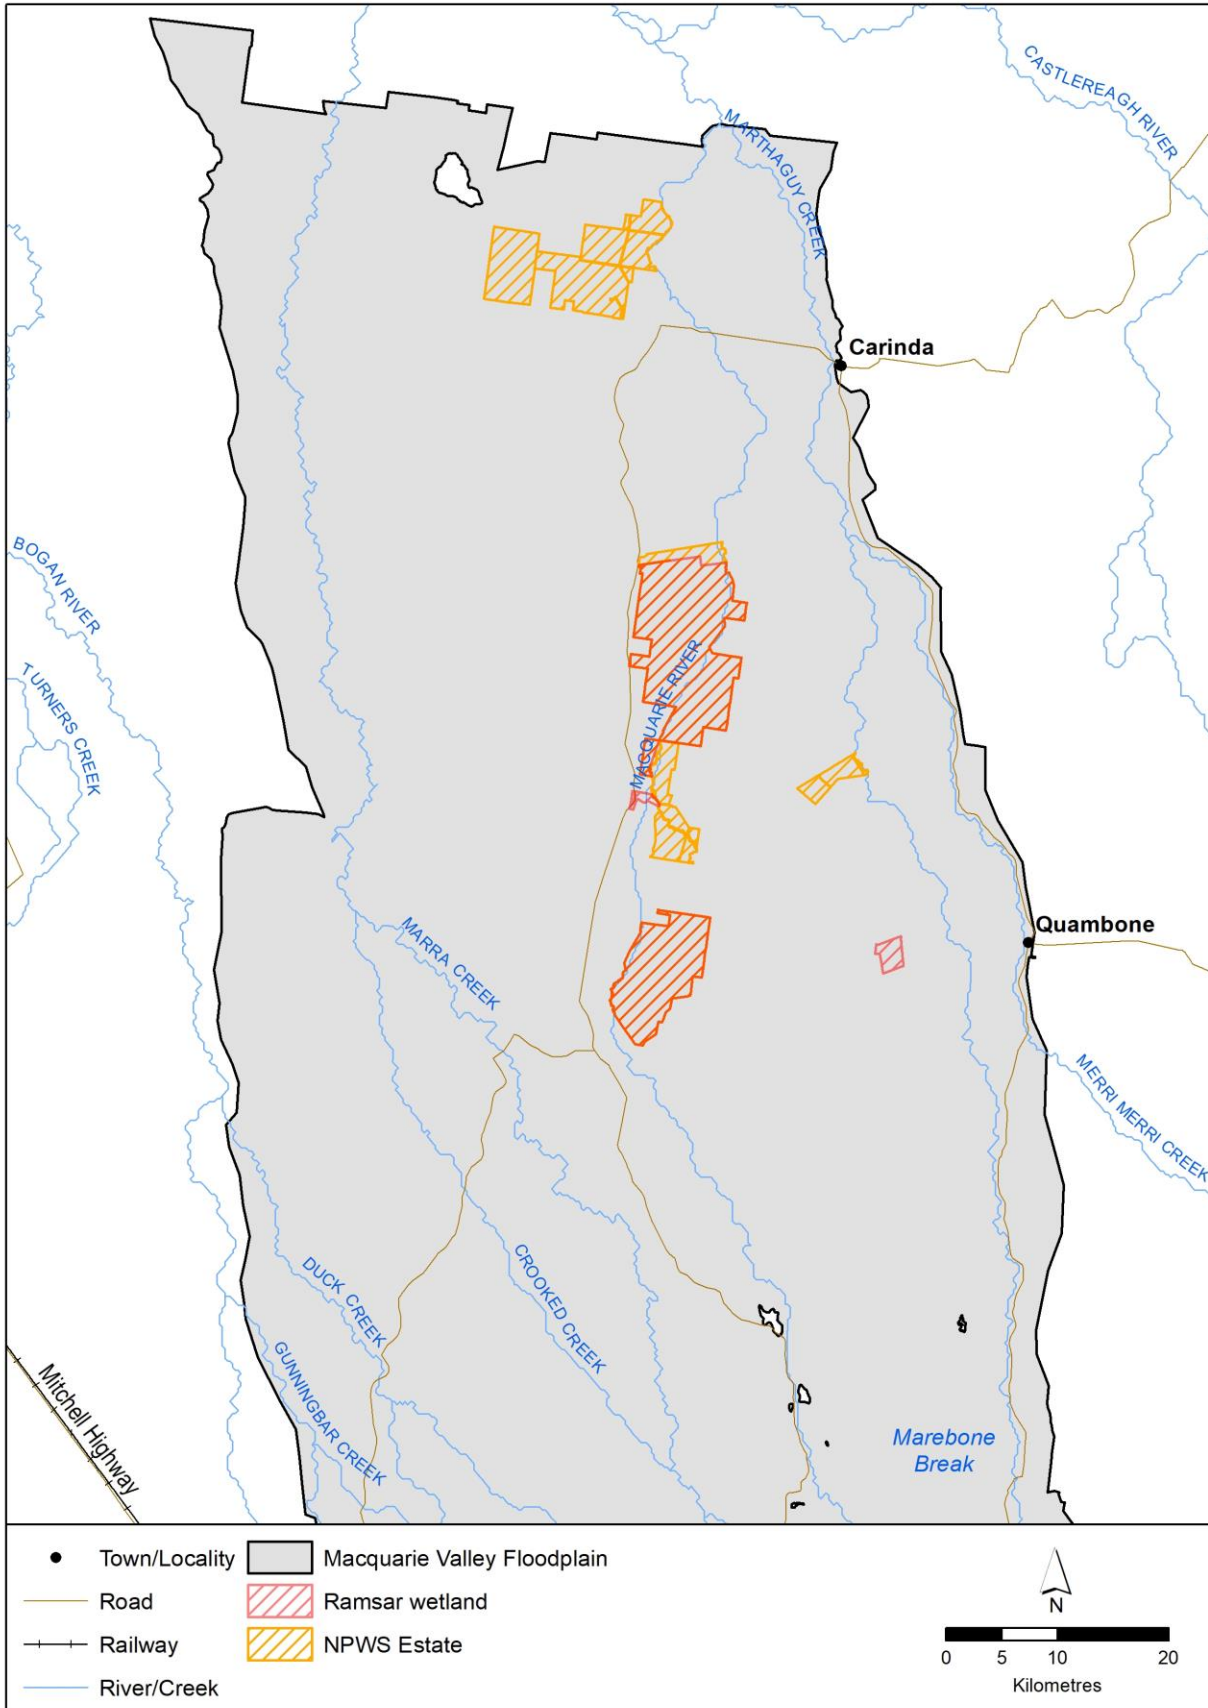 CASTLEREAGH RIVER
MARTHAGUY CREEK
Carinda
BOGAN RIVER
TURNERS CREEK
MACQUARIE RIVER
Quambone
MARRA CREEK
MERRI MERRI CREEK
DUCK CREEK
CROOKED CREEK
GUNNINGBAR CREEK
Mitchell Highway
Marebone
Break
Town/Locality
Macquarie Valley Floodplain
Road
Ramsar wetland
Railway
NPWS Estate
River/Creek
N
0 5 10 20
Kilometres